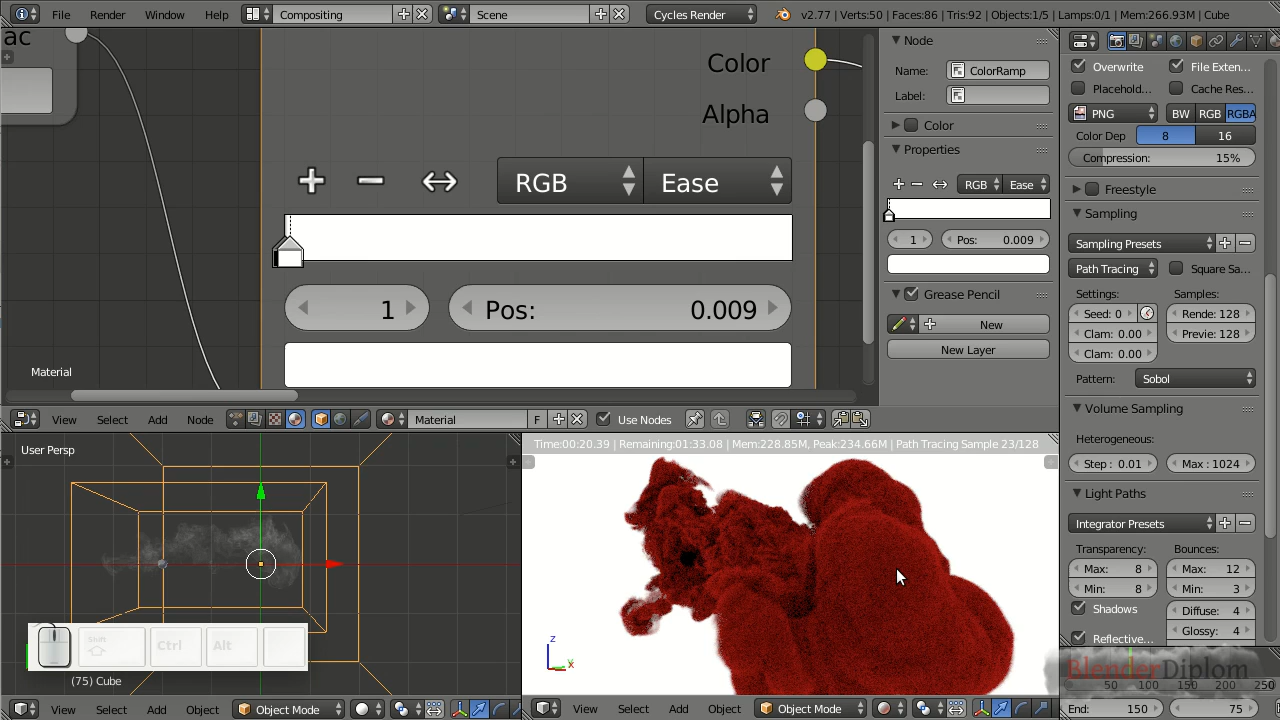 File Render Window Help Compositing Scene Cycles Render v2.77 | Verts:50 | Faces:86 | Tris:92 | Objects:1/5 | Lamps:0/1 | Mem:266.93M | Cube
ac
Color
Alpha
RGB Ease
1 Pos: 0.009
Material
Node
Name: ColorRamp
Label:
Color
Properties
RGB Ease
1 Pos: 0.009
Grease Pencil
New
New Layer
Overwrite File Exten...
Placehold... Cache Res...
PNG BW RGB RGBA
Color Dep 8 16
Compression: 15%
Freestyle
Sampling
Sampling Presets
Path Tracing Square Sa...
Settings: Samples:
Seed: 0 Rende: 128
Clam: 0.00 Previe: 128
Clam: 0.00
Pattern: Sobol
Volume Sampling
Heterogeneous:
Step : 0.01 Max : 1024
Light Paths
Integrator Presets
Transparency: Bounces:
Max: 8 Max: 12
Min: 8 Min: 3
Shadows Diffuse: 4
Glossy: 4
Reflective...
View Select Add Node Material F Use Nodes
User Persp
Time:00:20.39 | Remaining:01:33.08 | Mem:228.85M, Peak:234.66M | Path Tracing Sample 23/128
Shift Ctrl Alt
(75) Cube
z
y
x
BlenderDiplom
0 50 100 150 200 250
View Select Add Object Object Mode
View Select Add Object Object Mode
End: 150 75